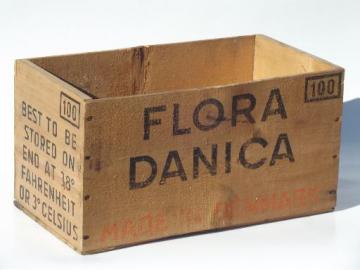 100
BEST TO BE
STORED ON
END AT 38°
FAHRENHEIT
OR 3° CELSIUS
100
FLORA
DANICA
MADE IN DENMARK